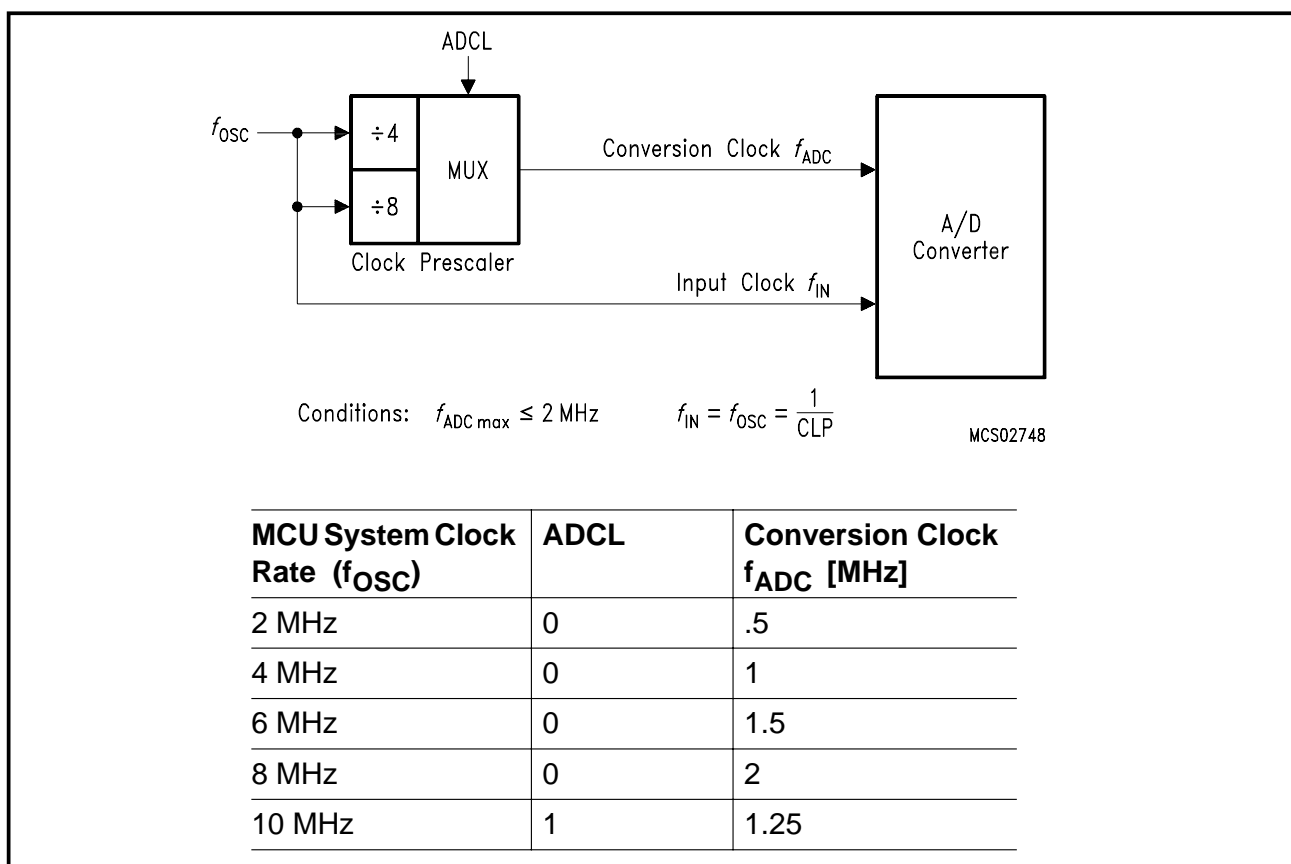 ADCL
fOSC
÷4
÷8
MUX
Clock Prescaler
Conversion Clock fADC
Input Clock fIN
A/D
Converter
Conditions: fADC max ≤ 2 MHz fIN = fOSC = 1/CLP
MCS02748
MCU System Clock Rate (fOSC) ADCL Conversion Clock fADC [MHz]
2 MHz 0 .5
4 MHz 0 1
6 MHz 0 1.5
8 MHz 0 2
10 MHz 1 1.25